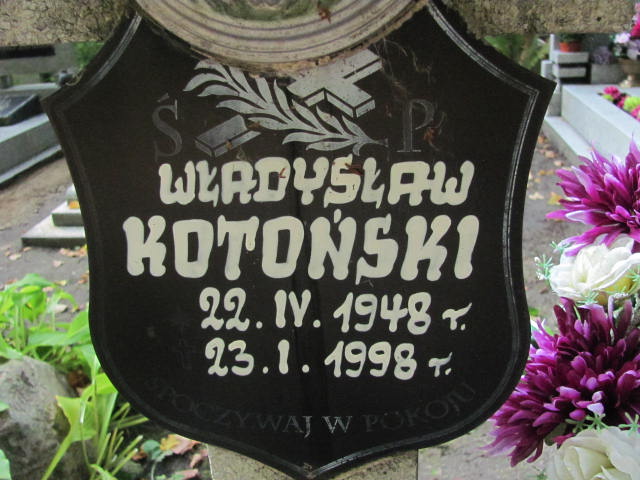 Ś P
WŁADYSŁAW
KOTOŃSKI
22. IV. 1948 r.
23. I. 1998 r.
SPOCZYWAJ W POKOJU